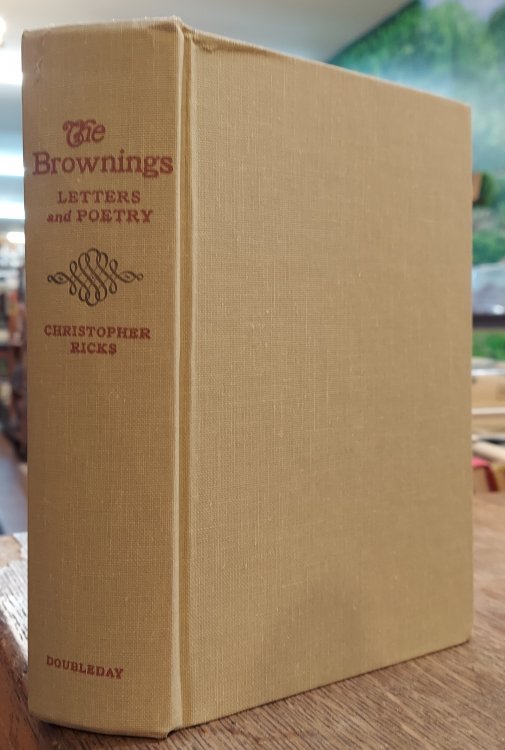 The
Brownings
LETTERS
and POETRY
CHRISTOPHER
RICKS
DOUBLEDAY